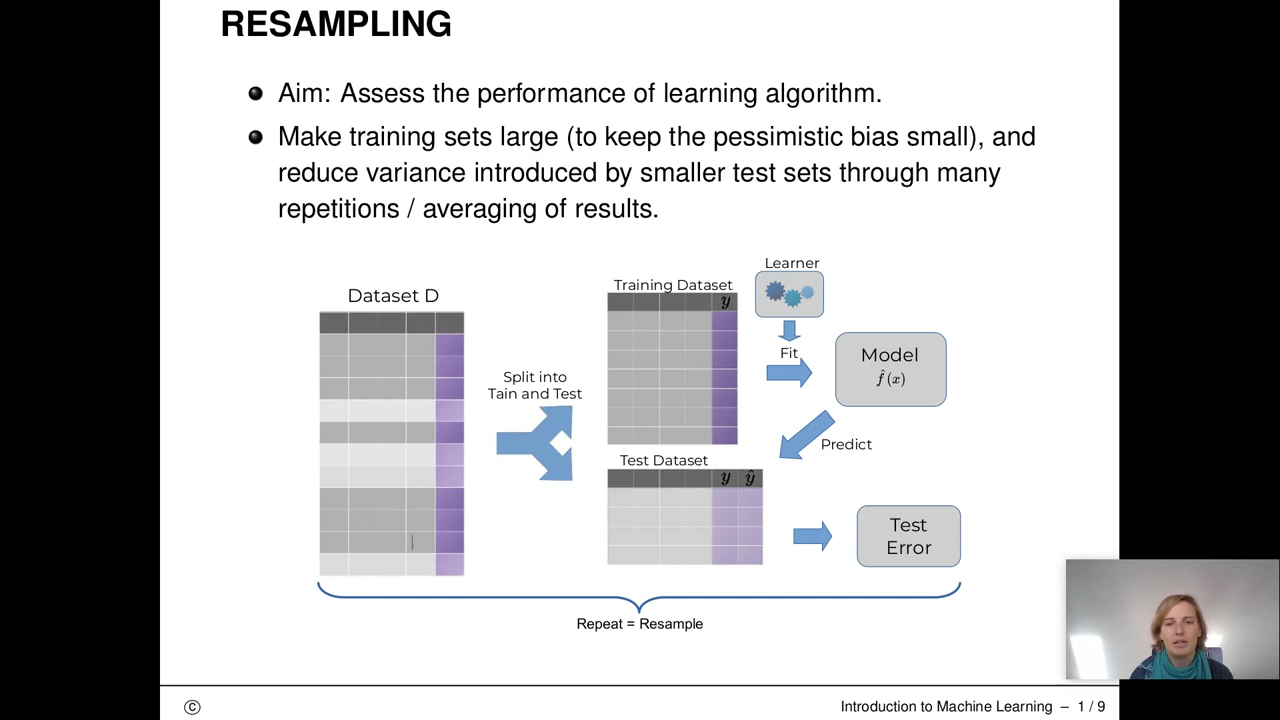 RESAMPLING
Aim: Assess the performance of learning algorithm.
Make training sets large (to keep the pessimistic bias small), and
reduce variance introduced by smaller test sets through many
repetitions / averaging of results.
Learner
Training Dataset
y
Dataset D
Fit
Model
f̂(x)
Split into
Tain and Test
Predict
Test Dataset
y ŷ
Test
Error
Repeat = Resample
© Introduction to Machine Learning – 1 / 9